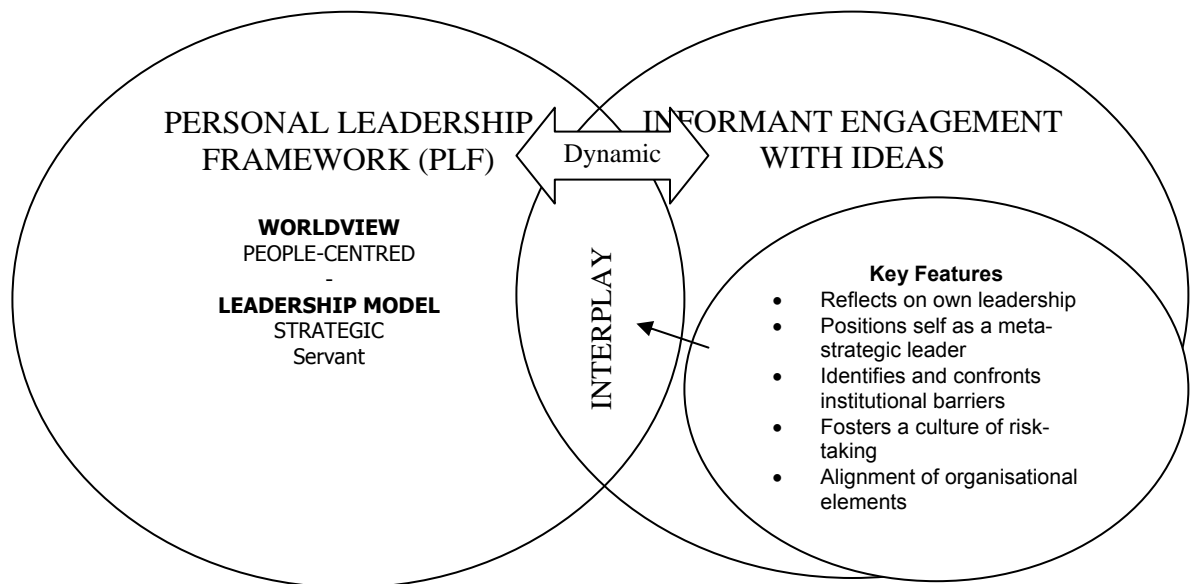 PERSONAL LEADERSHIP
FRAMEWORK (PLF)
Dynamic
INFORMANT ENGAGEMENT
WITH IDEAS
WORLDVIEW
PEOPLE-CENTRED
-
LEADERSHIP MODEL
STRATEGIC
Servant
INTERPLAY
Key Features
• Reflects on own leadership
• Positions self as a meta-
strategic leader
• Identifies and confronts
institutional barriers
• Fosters a culture of risk-
taking
• Alignment of organisational
elements